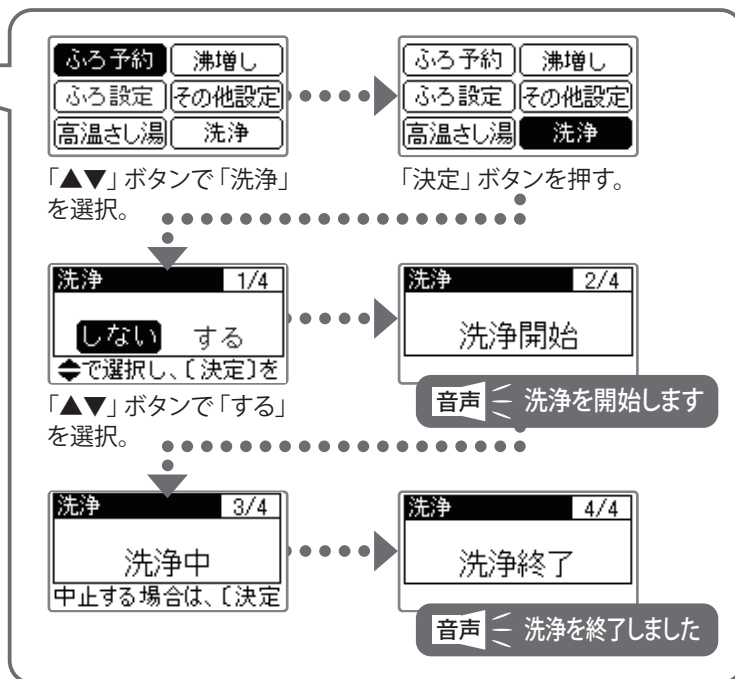 ふろ予約 沸増し
ふろ設定 その他設定
高温さし湯 洗浄
「▲▼」ボタンで「洗浄」
を選択。
ふろ予約 沸増し
ふろ設定 その他設定
高温さし湯 洗浄
「決定」ボタンを押す。
洗浄 1/4
しない する
◆で選択し、〔決定〕を
「▲▼」ボタンで「する」
を選択。
洗浄 2/4
洗浄開始
音声 洗浄を開始します
洗浄 3/4
洗浄中
中止する場合は、〔決定
洗浄 4/4
洗浄終了
音声 洗浄を終了しました